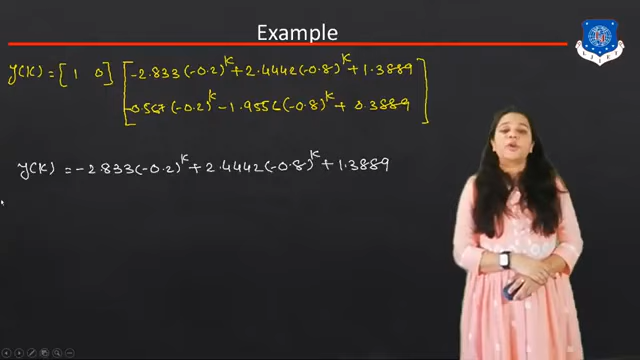 Example
y(K) = [ 1 0 ] [ -2.833(-0.2)^K + 2.4442(-0.8)^K + 1.3889
-0.567(-0.2)^K - 1.9556(-0.8)^K + 0.3889 ]
y(K) = -2.833(-0.2)^K + 2.4442(-0.8)^K + 1.3889